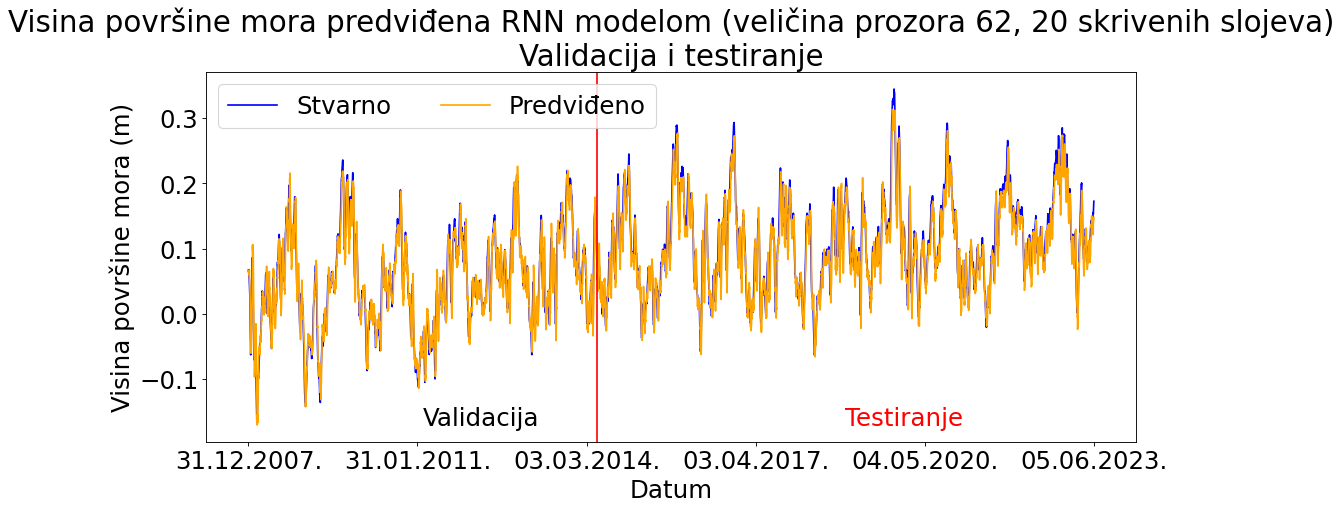 Visina površine mora predviđena RNN modelom (veličina prozora 62, 20 skrivenih slojeva)
Validacija i testiranje
Stvarno
Predviđeno
Visina površine mora (m)
0.3
0.2
0.1
0.0
−0.1
Validacija
Testiranje
31.12.2007.
31.01.2011.
03.03.2014.
03.04.2017.
04.05.2020.
05.06.2023.
Datum